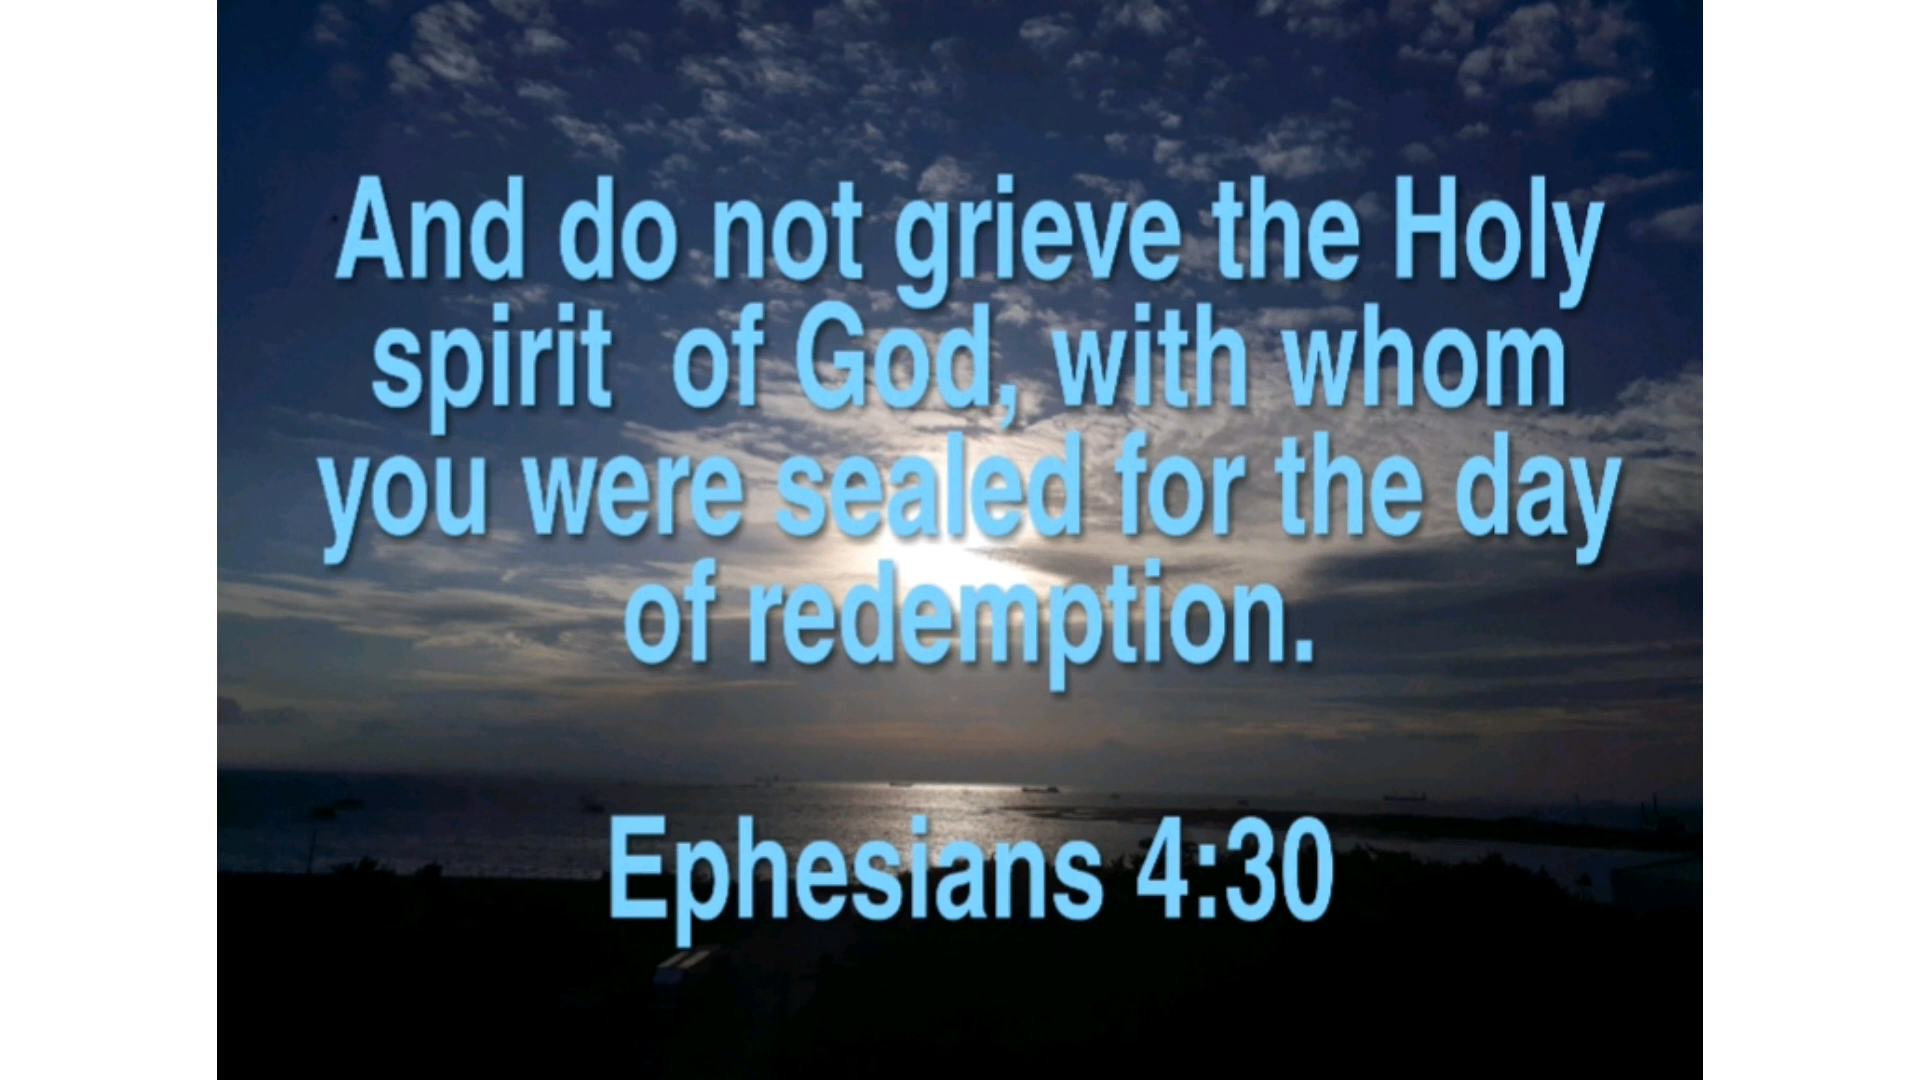 And do not grieve the Holy
spirit  of God, with whom
you were sealed for the day
of redemption.
Ephesians 4:30